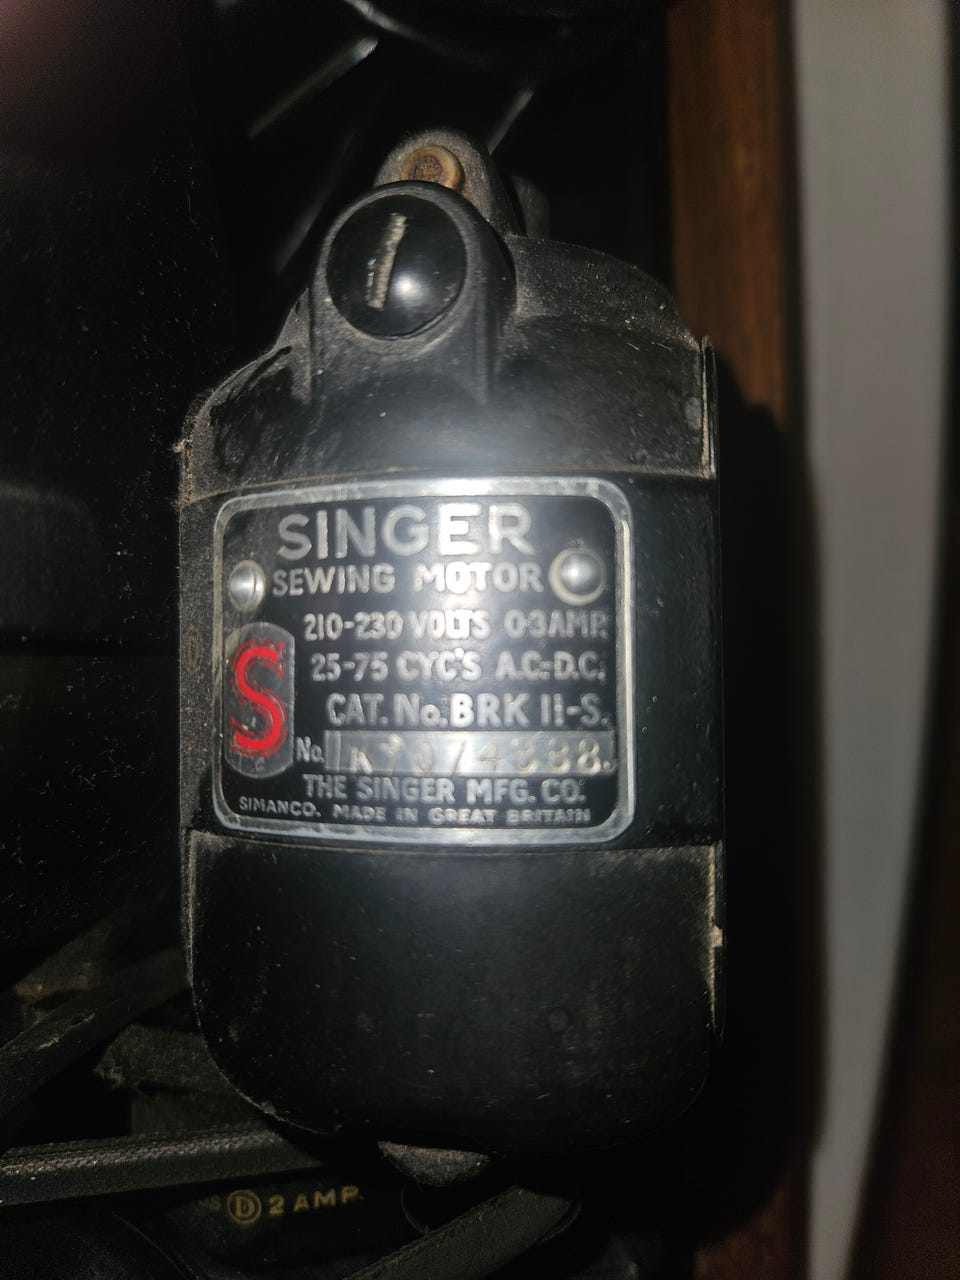 SINGER
SEWING MOTOR
210-230 VOLTS 0·3AMP.
25-75 CYC'S A.C.-D.C.
S
CAT. No. BRK 11-S.
No.
THE SINGER MFG. CO.
SIMANCO. MADE IN GREAT BRITAIN
D 2 AMP.